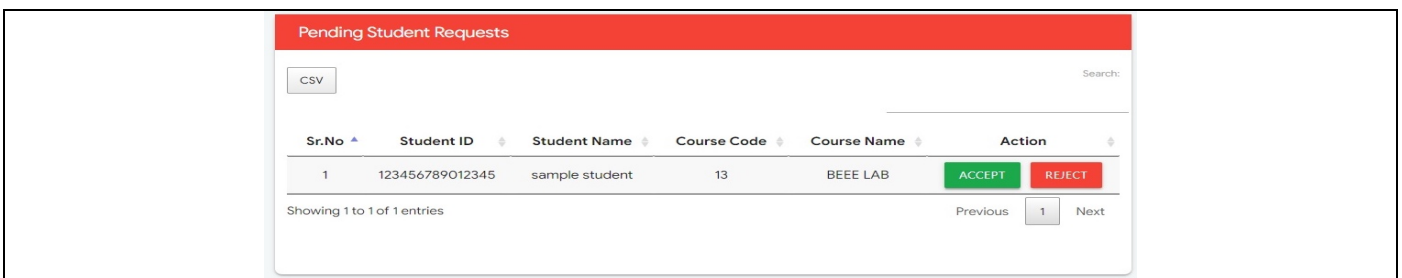 Pending Student Requests
CSV
Search:
Sr.No Student ID Student Name Course Code Course Name Action
1 123456789012345 sample student 13 BEEE LAB ACCEPT REJECT
Showing 1 to 1 of 1 entries Previous 1 Next